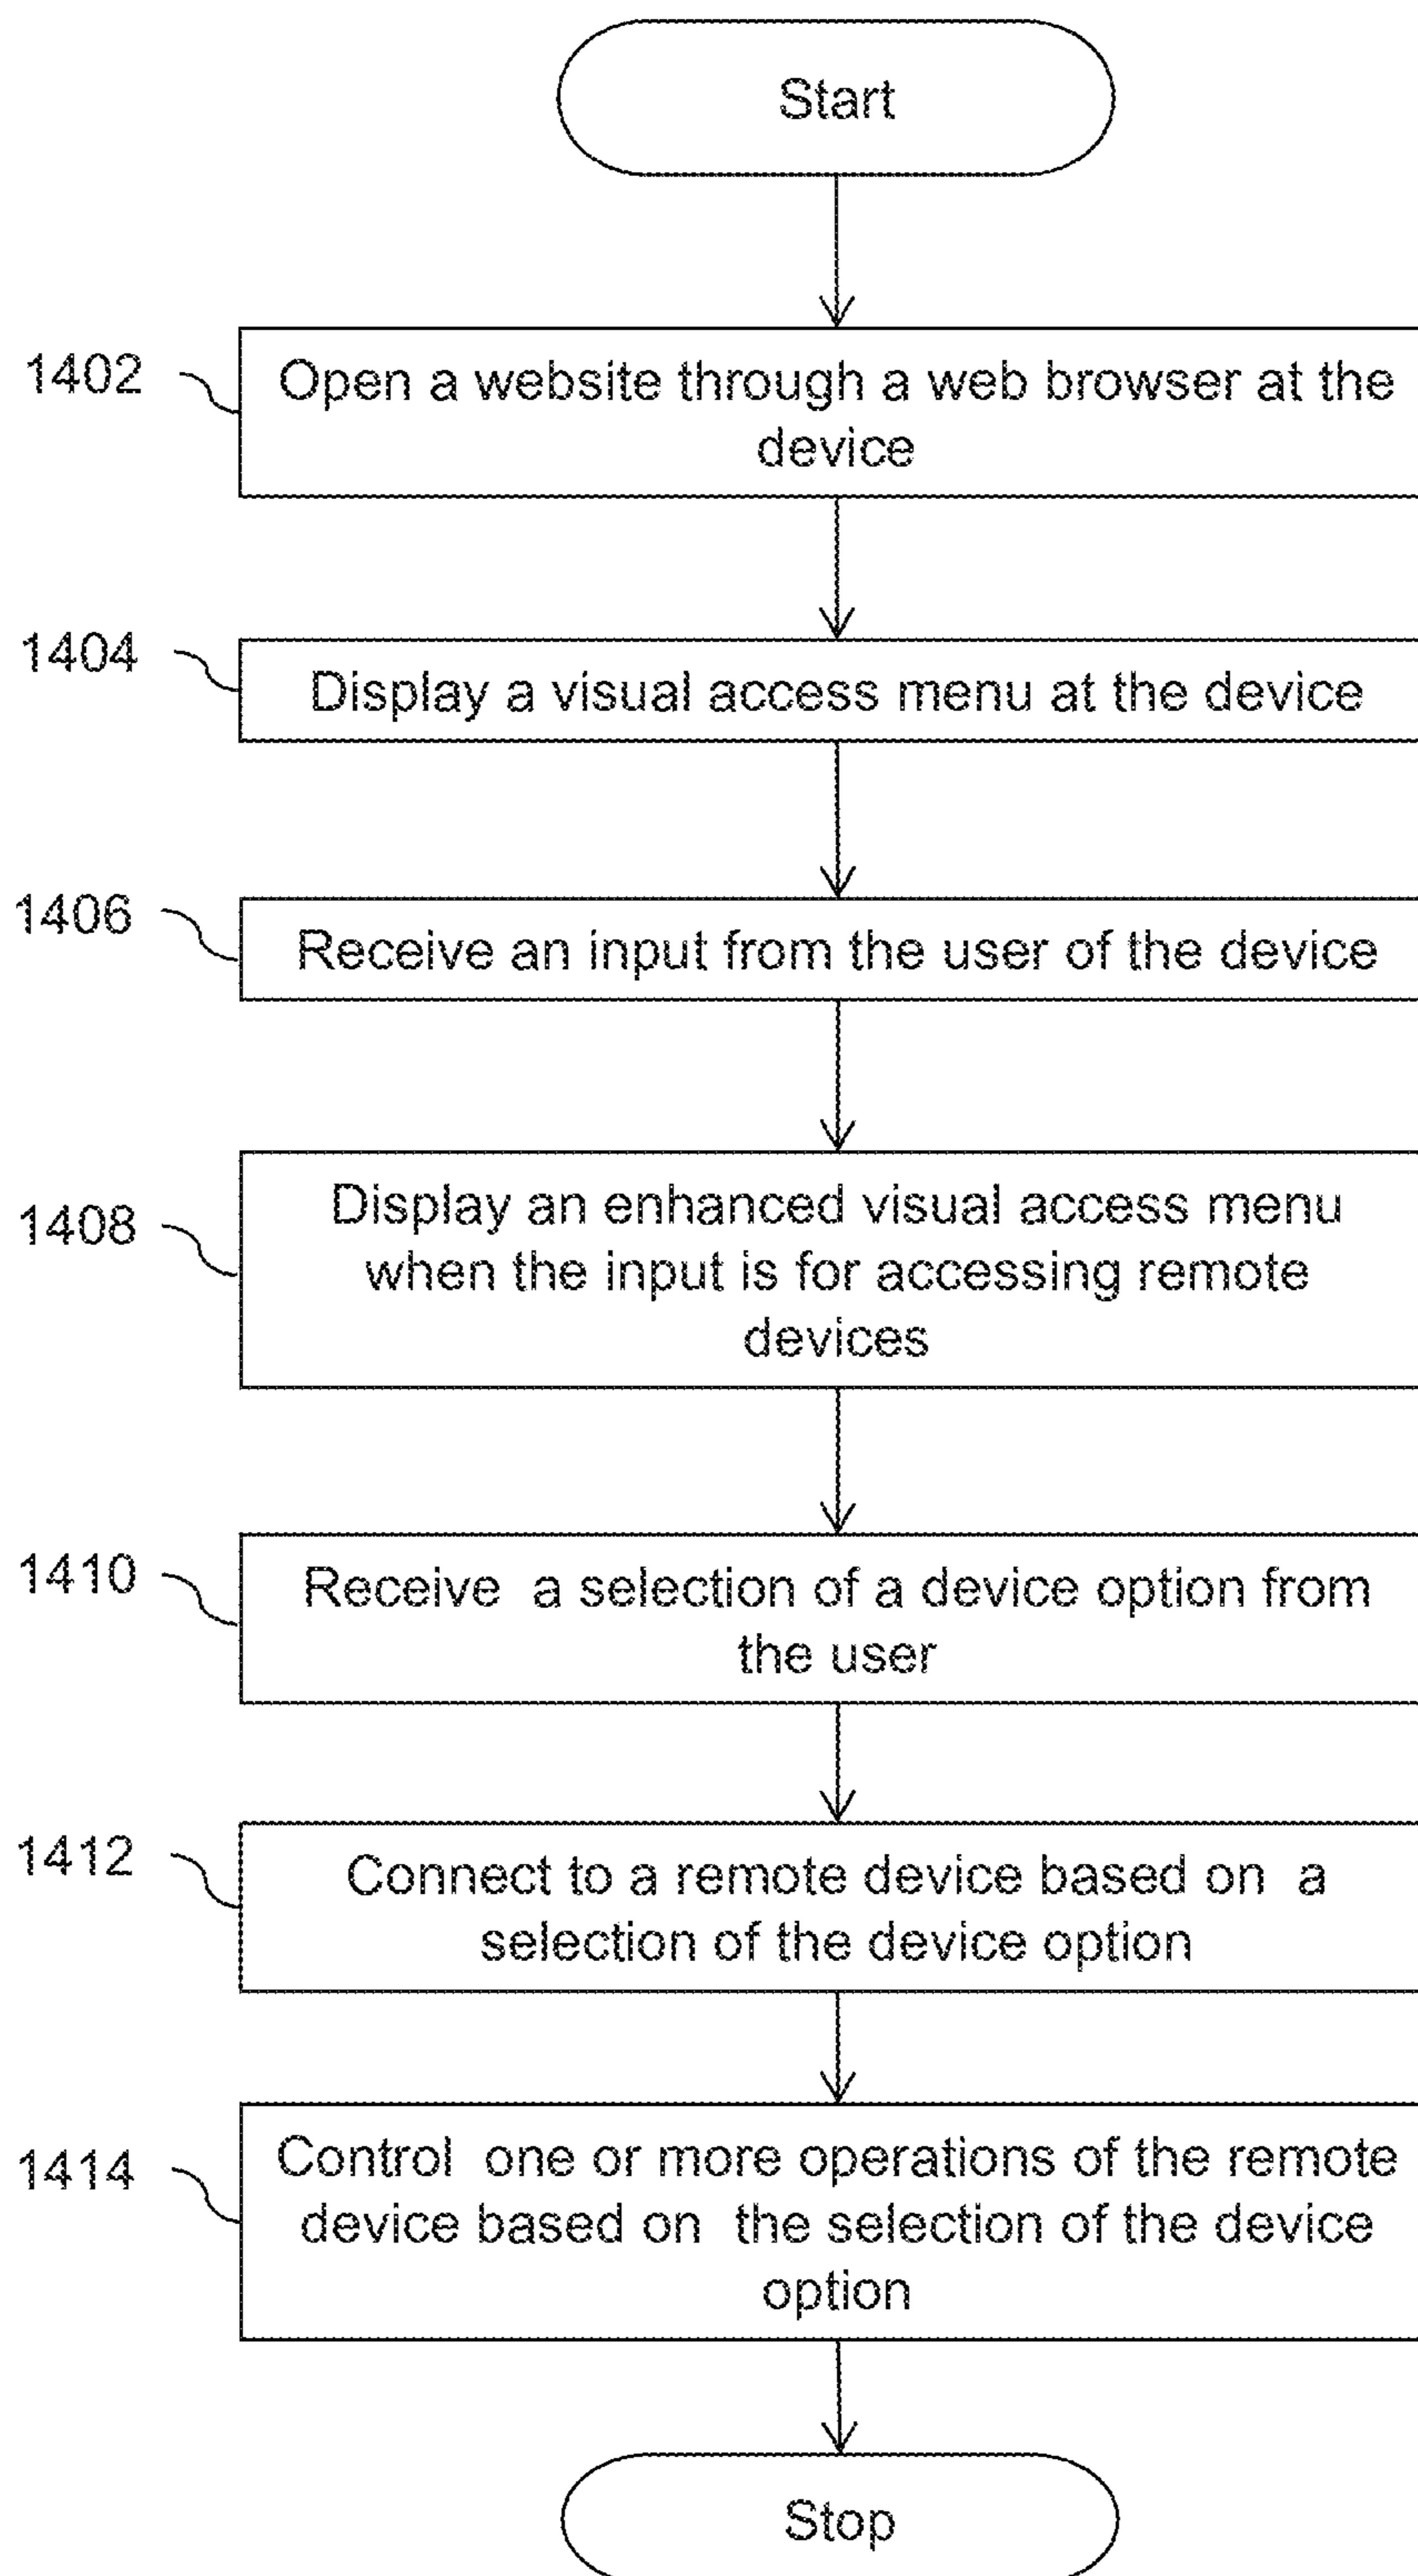 Start
1402
Open a website through a web browser at the
device
1404
Display a visual access menu at the device
1406
Receive an input from the user of the device
1408
Display an enhanced visual access menu
when the input is for accessing remote
devices
1410
Receive a selection of a device option from
the user
1412
Connect to a remote device based on a
selection of the device option
1414
Control one or more operations of the remote
device based on the selection of the device
option
Stop